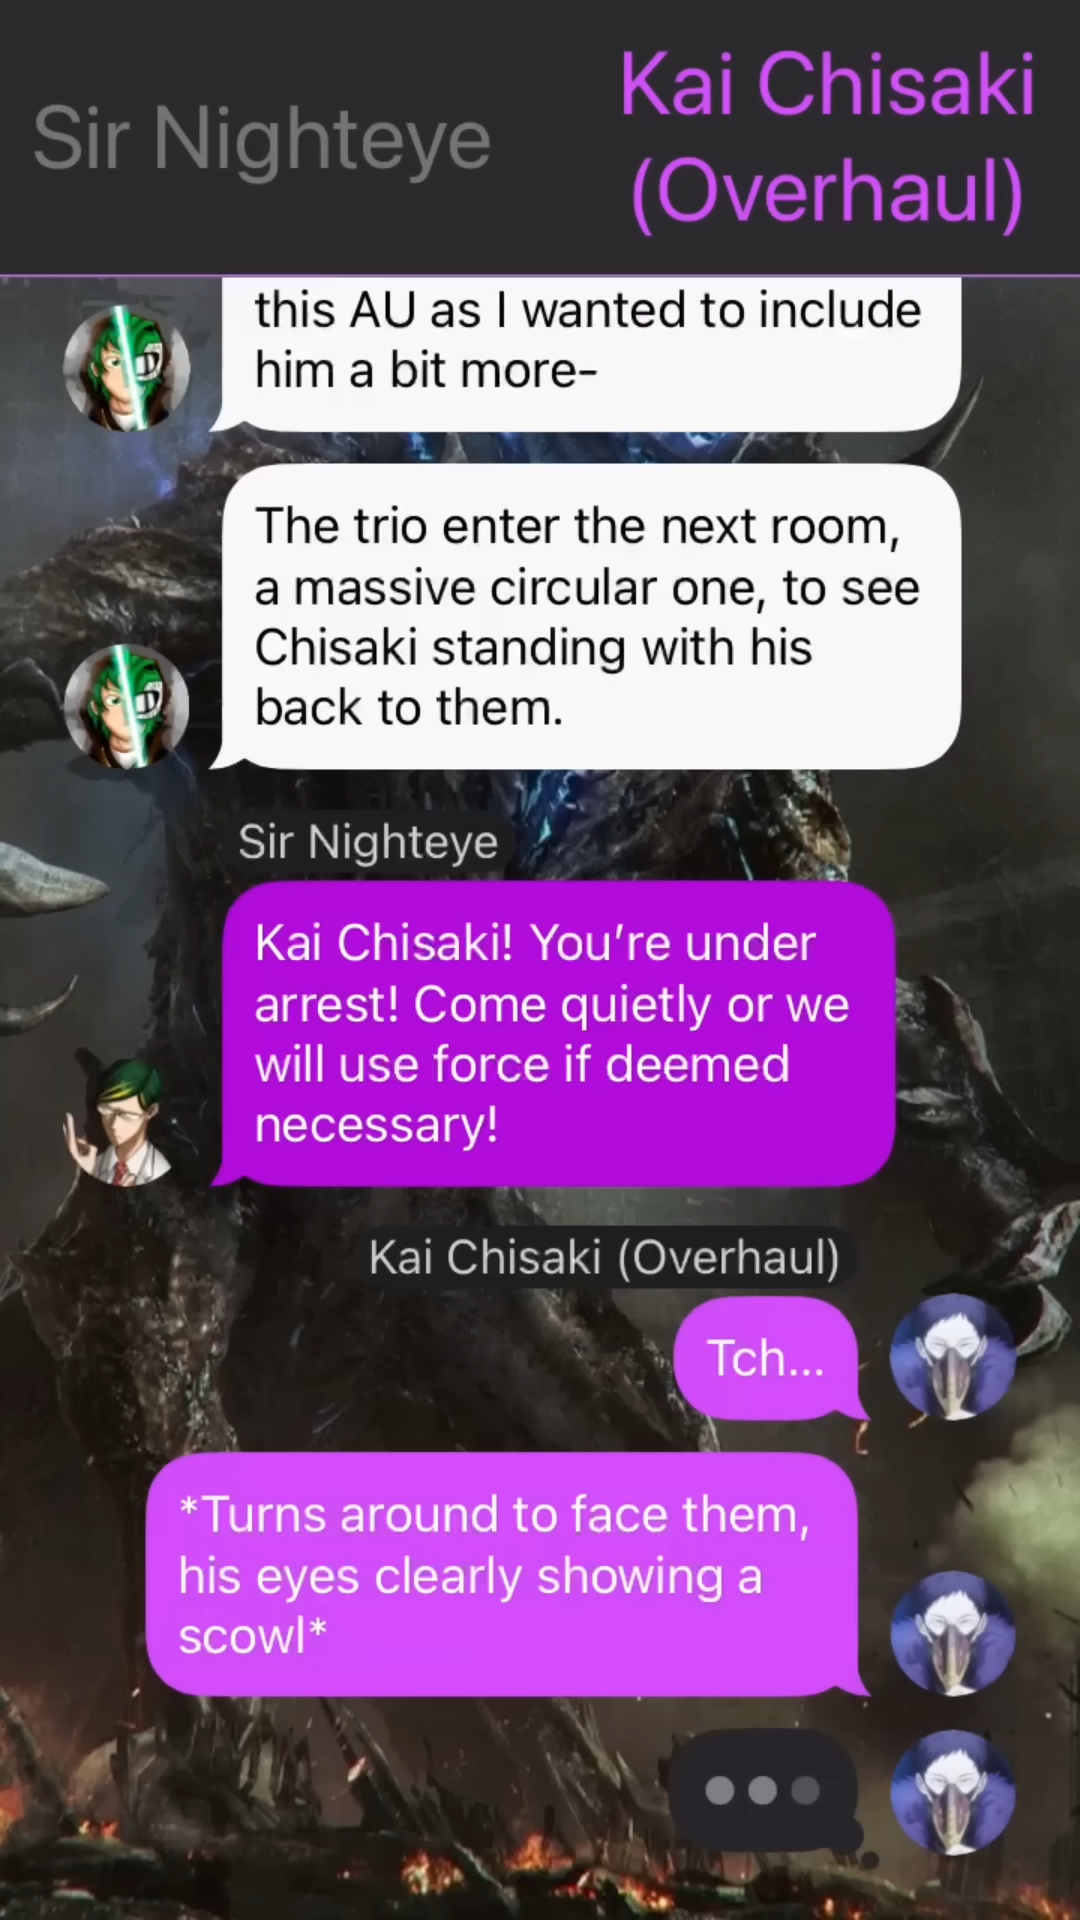 Sir Nighteye
Kai Chisaki
(Overhaul)
this AU as I wanted to include
him a bit more-
The trio enter the next room,
a massive circular one, to see
Chisaki standing with his
back to them.
Sir Nighteye
Kai Chisaki! You’re under
arrest! Come quietly or we
will use force if deemed
necessary!
Kai Chisaki (Overhaul)
Tch...
*Turns around to face them,
his eyes clearly showing a
scowl*